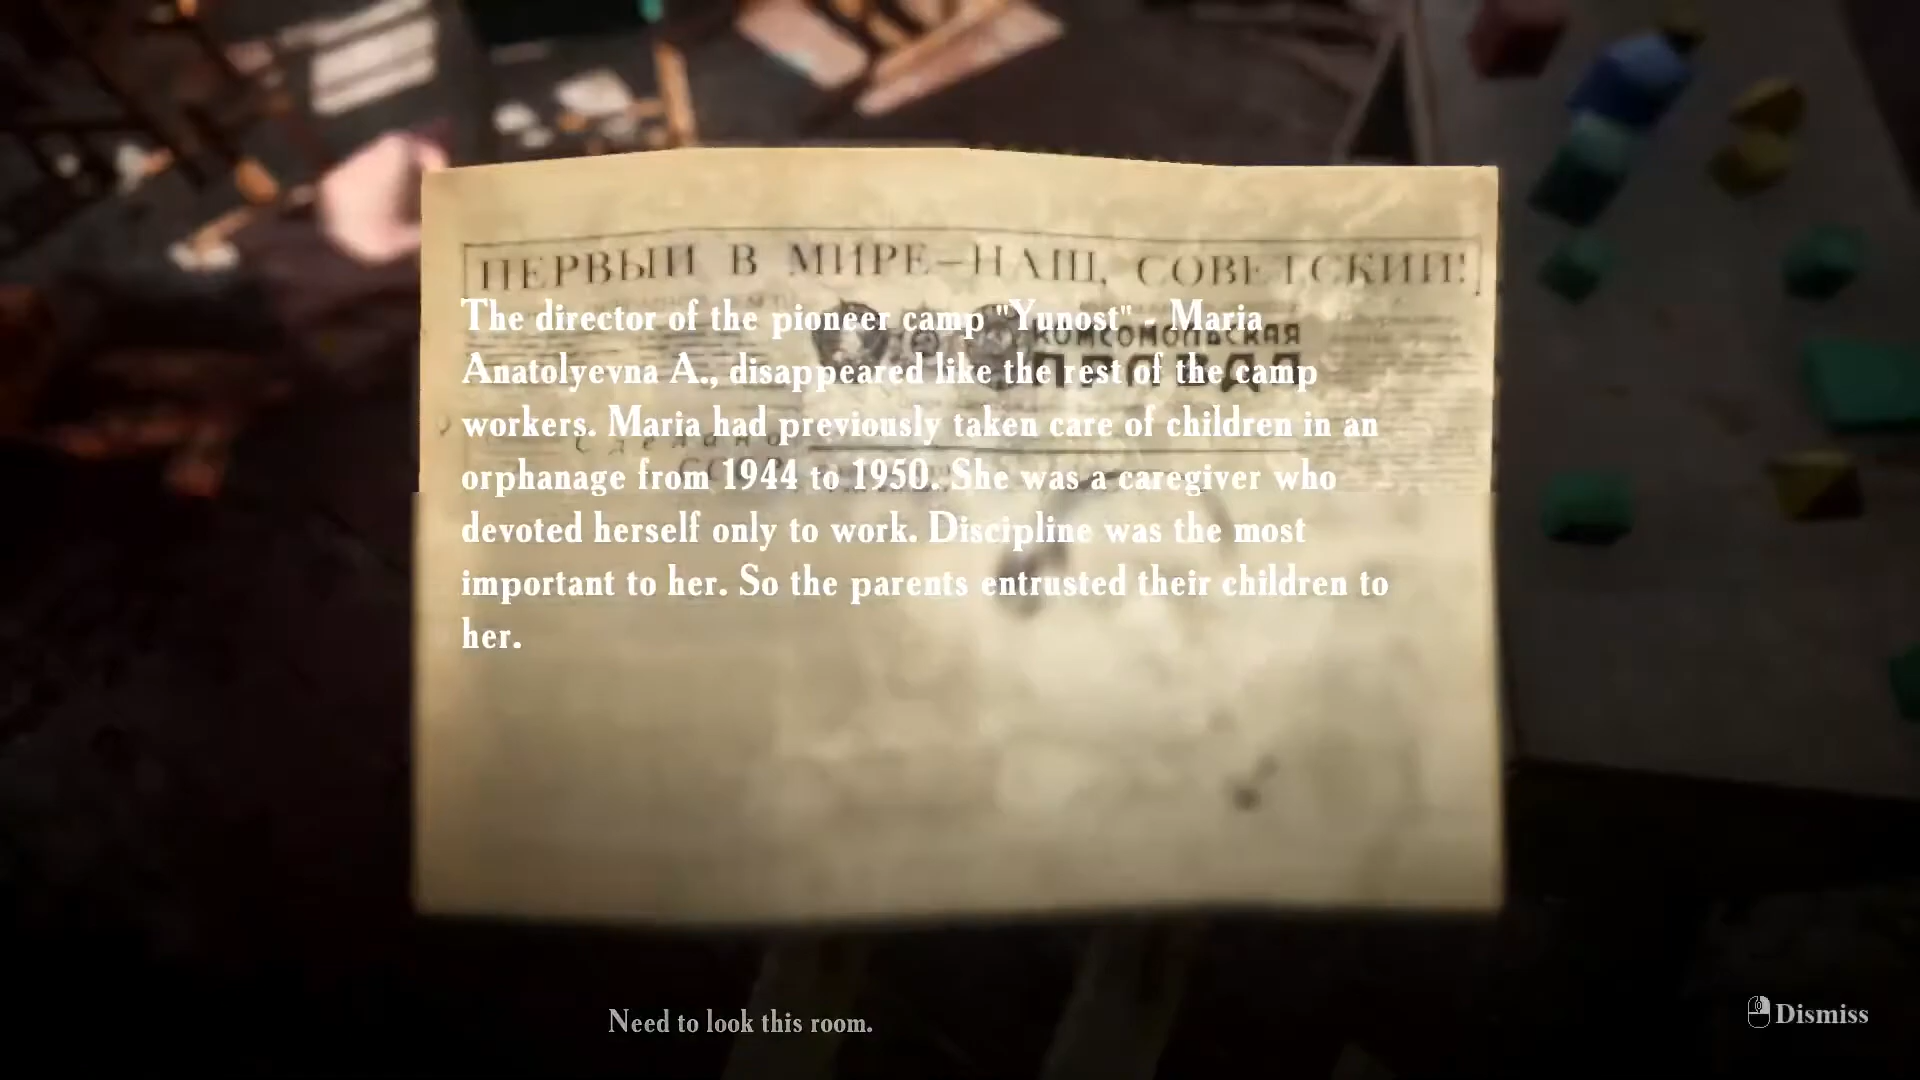 ПЕРВЫЙ В МИРЕ—НАШ, СОВЕТСКИЙ!
КОМСОМОЛЬСКАЯ
ПРАВДА
The director of the pioneer camp "Yunost" - Maria
Anatolyevna A., disappeared like the rest of the camp
workers. Maria had previously taken care of children in an
orphanage from 1944 to 1950. She was a caregiver who
devoted herself only to work. Discipline was the most
important to her. So the parents entrusted their children to
her.
Need to look this room.
Dismiss